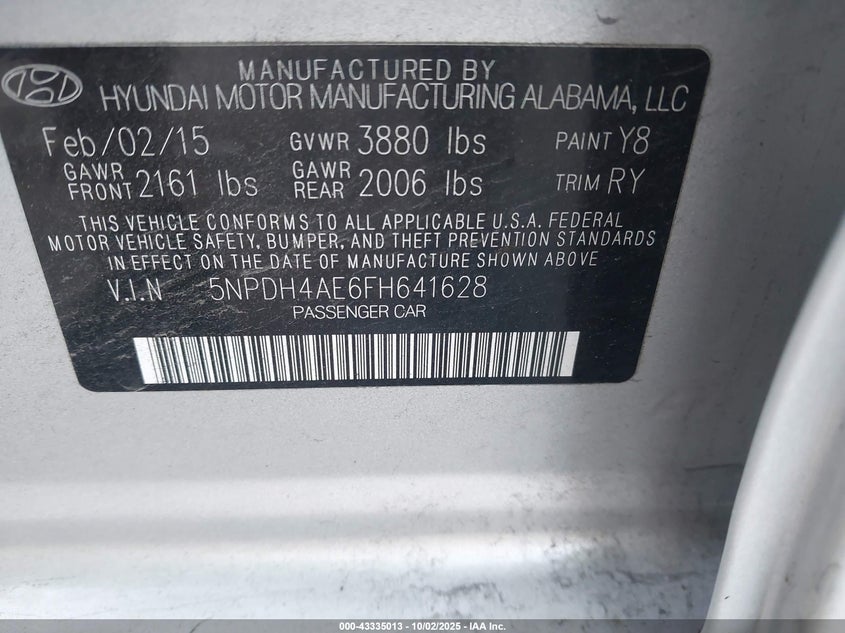 MANUFACTURED BY
HYUNDAI MOTOR MANUFACTURING ALABAMA, LLC
Feb/02/15 GVWR 3880 lbs PAINT Y8
GAWR FRONT 2161 lbs GAWR REAR 2006 lbs TRIM RY
THIS VEHICLE CONFORMS TO ALL APPLICABLE U.S.A. FEDERAL
MOTOR VEHICLE SAFETY, BUMPER, AND THEFT PREVENTION STANDARDS
IN EFFECT ON THE DATE OF MANUFACTURE SHOWN ABOVE
V.I.N 5NPDH4AE6FH641628
PASSENGER CAR
000-43335013 - 10/02/2025 - IAA Inc.